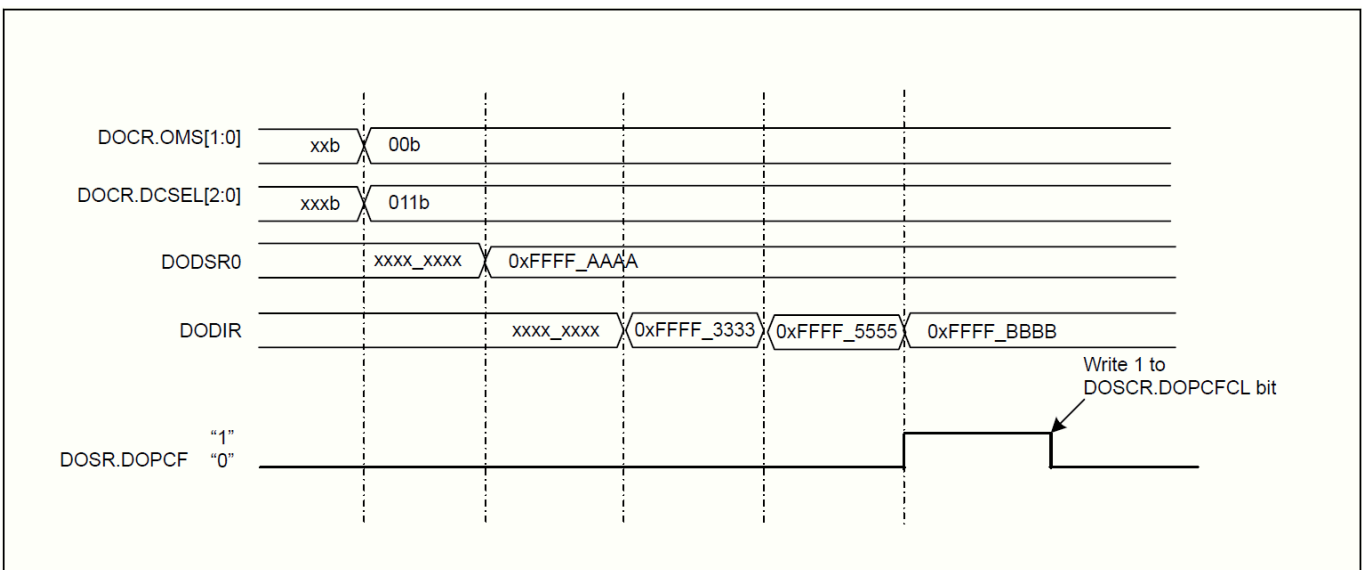 DOCR.OMS[1:0] xxb 00b
DOCR.DCSEL[2:0] xxxb 011b
DODSR0 xxxx_xxxx 0xFFFF_AAAA
DODIR xxxx_xxxx 0xFFFF_3333 0xFFFF_5555 0xFFFF_BBBB
Write 1 to
DOSCR.DOPCFCL bit
“1”
DOSR.DOPCF “0”